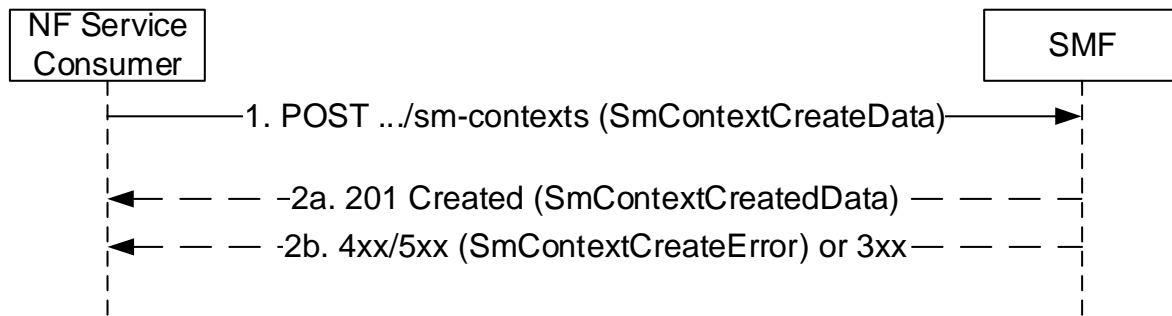 NF Service
Consumer
SMF
1. POST .../sm-contexts (SmContextCreateData)
2a. 201 Created (SmContextCreatedData)
2b. 4xx/5xx (SmContextCreateError) or 3xx